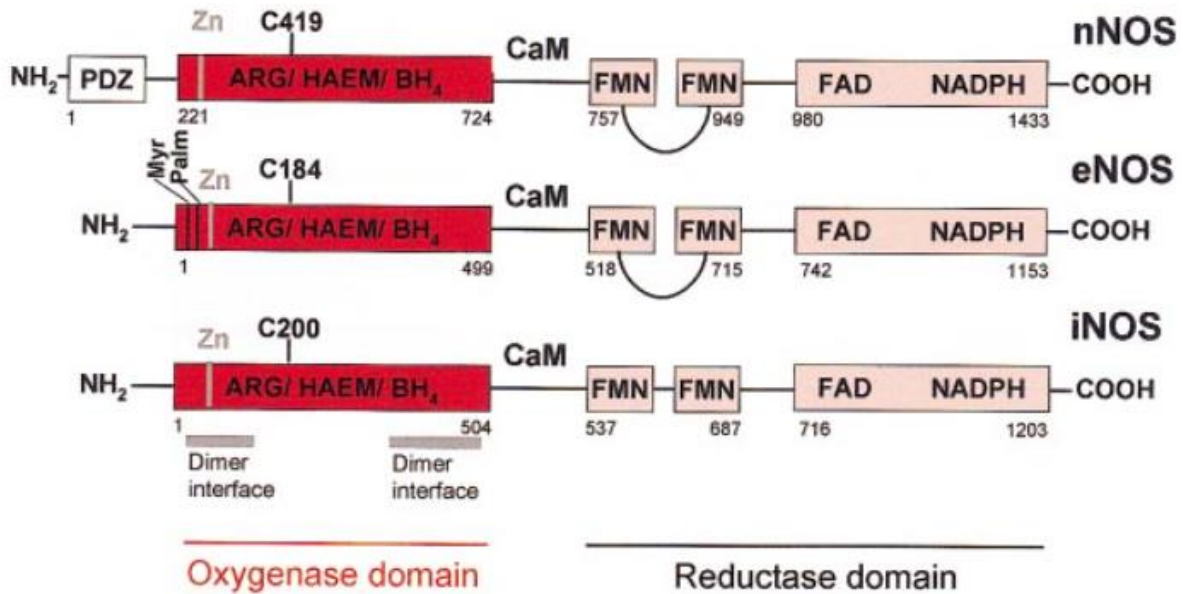 Zn C419 CaM nNOS
NH₂ PDZ ARG/ HAEM/ BH₄ FMN FMN FAD NADPH COOH
1 221 724 757 949 980 1433
Myr
Palm
Zn C184 CaM eNOS
NH₂ ARG/ HAEM/ BH₄ FMN FMN FAD NADPH COOH
1 499 518 715 742 1153
Zn C200 CaM iNOS
NH₂ ARG/ HAEM/ BH₄ FMN FMN FAD NADPH COOH
1 504 537 687 716 1203
Dimer interface Dimer interface
Oxygenase domain Reductase domain